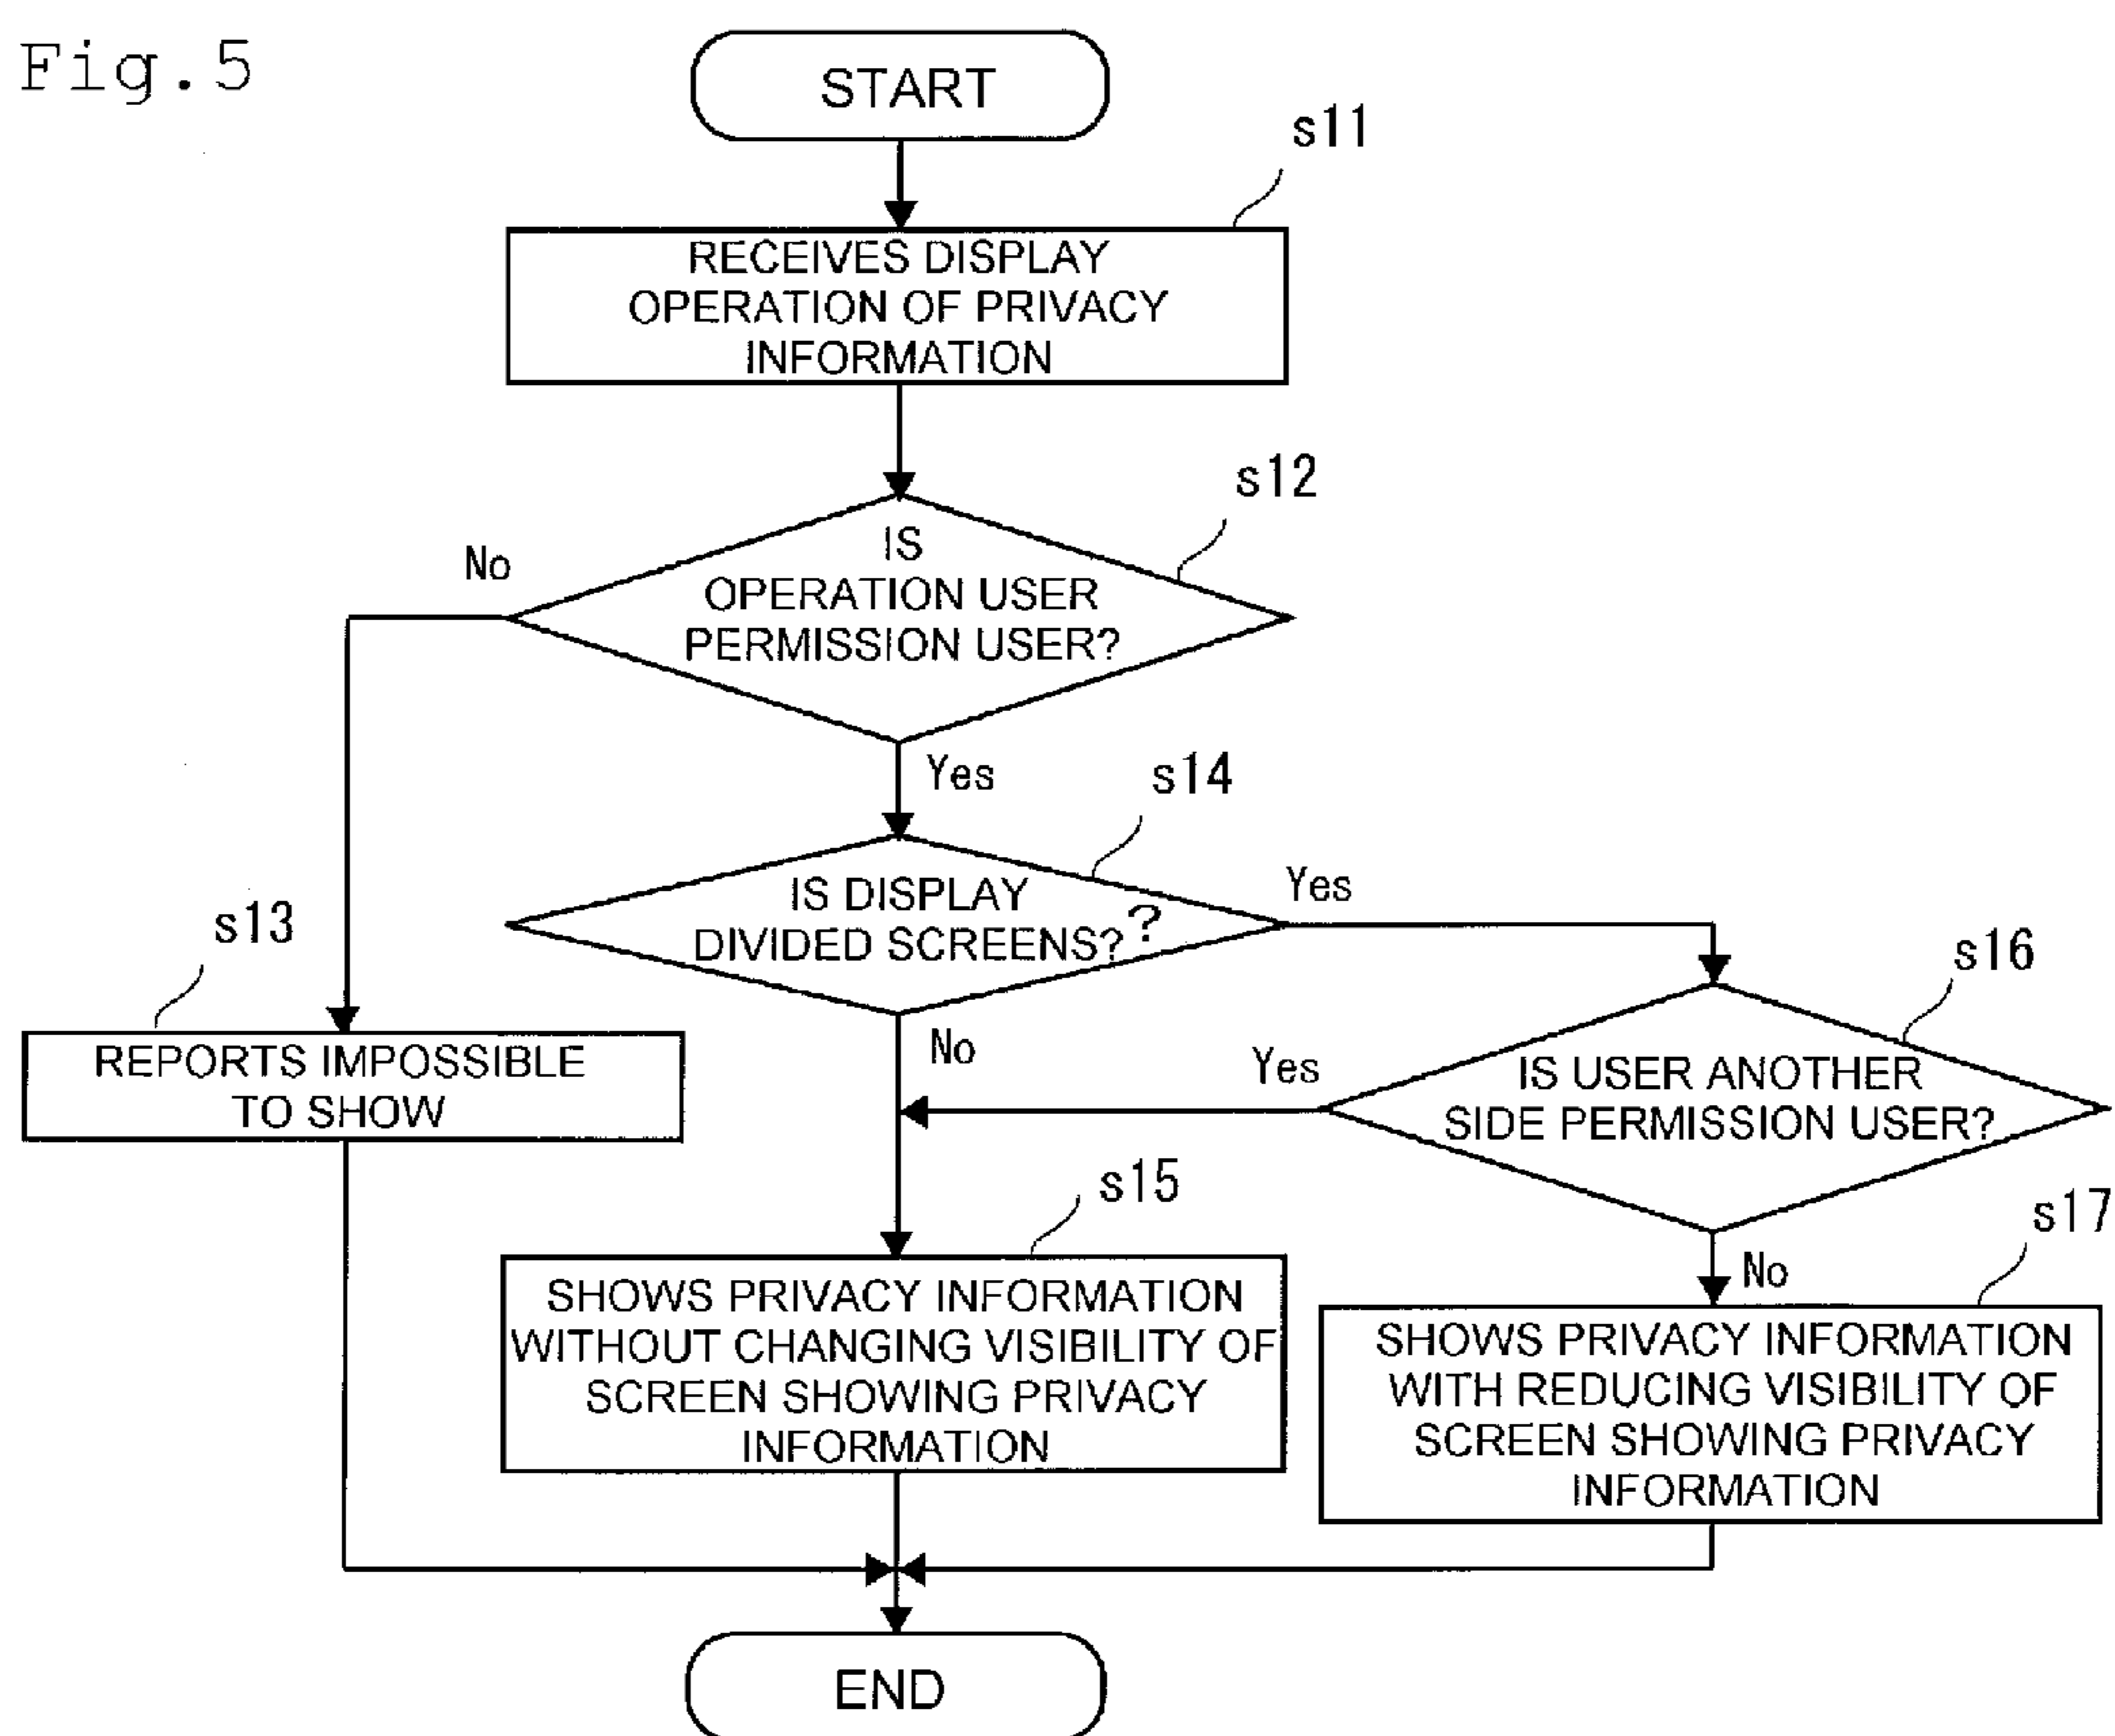 Fig.5
START
s11
RECEIVES DISPLAY
OPERATION OF PRIVACY
INFORMATION
s12
IS
OPERATION USER
PERMISSION USER?
No
Yes
s14
IS DISPLAY
DIVIDED SCREENS? ?
Yes
No
s13
REPORTS IMPOSSIBLE
TO SHOW
s16
IS USER ANOTHER
SIDE PERMISSION USER?
Yes
No
s15
SHOWS PRIVACY INFORMATION
WITHOUT CHANGING VISIBILITY OF
SCREEN SHOWING PRIVACY
INFORMATION
s17
SHOWS PRIVACY INFORMATION
WITH REDUCING VISIBILITY OF
SCREEN SHOWING PRIVACY
INFORMATION
END